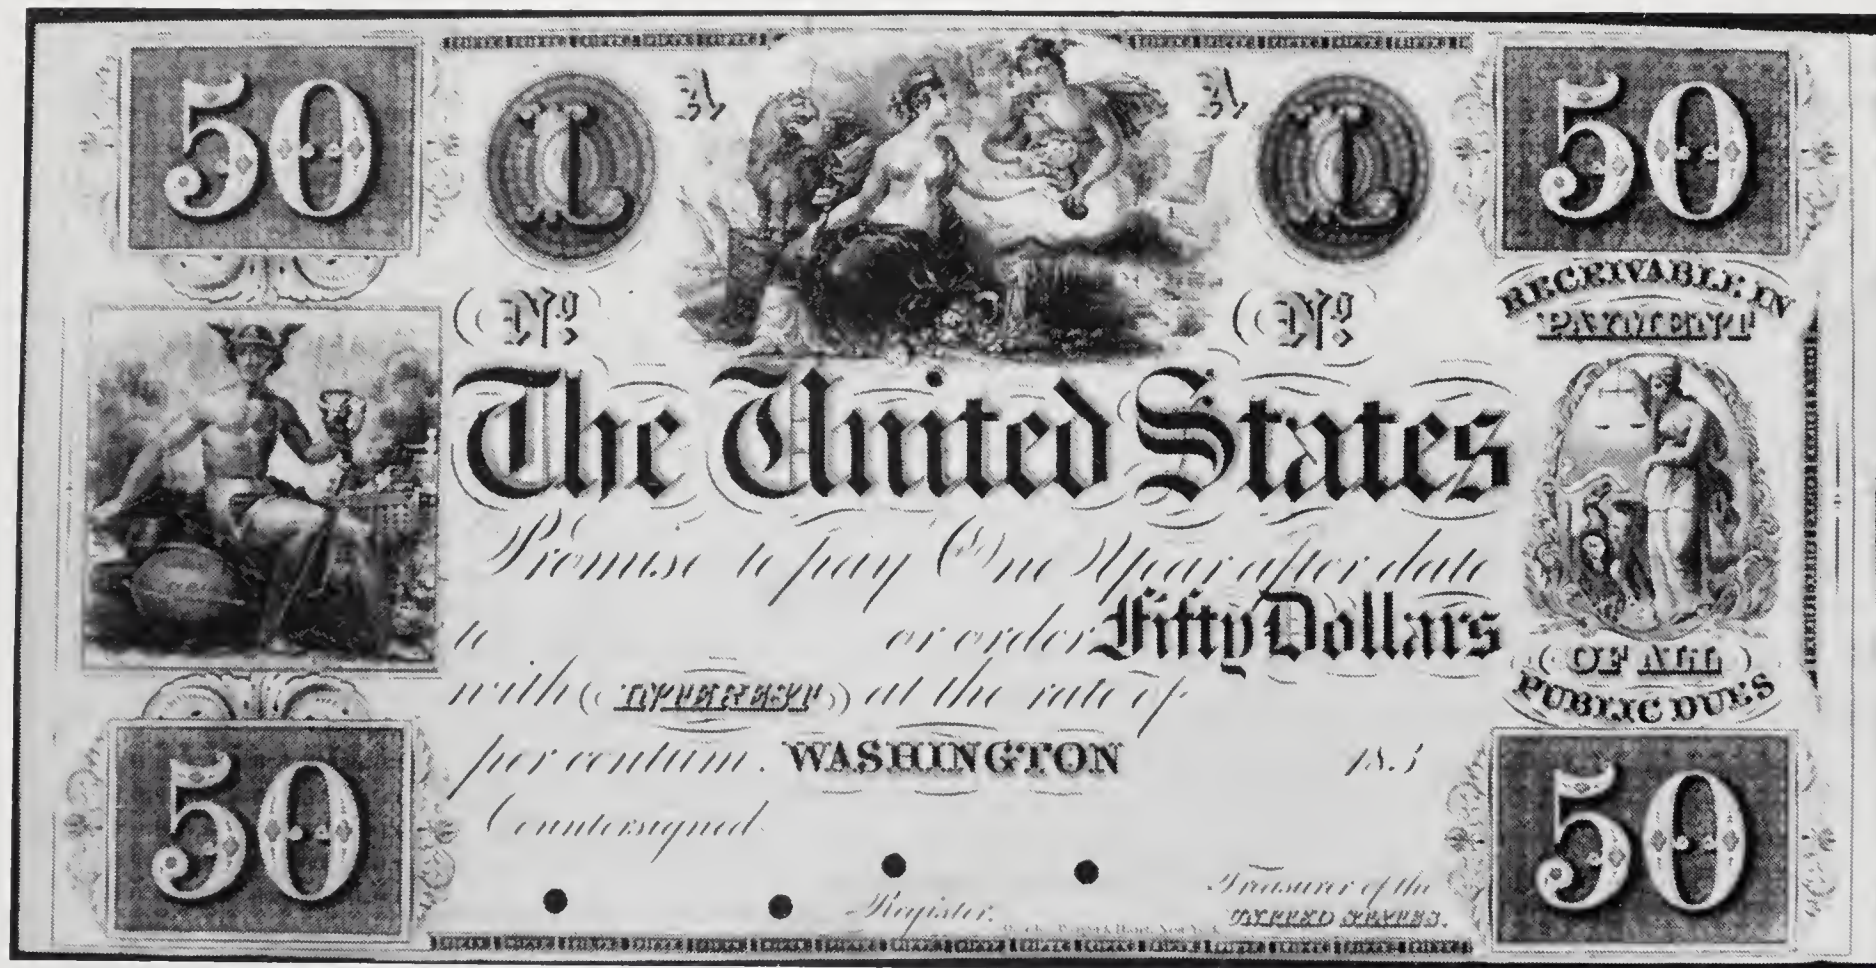 50 L A A L 50
RECEIVABLE IN
PAYMENT
No. No.
The United States
Promise to pay One Year after date
to or order Fifty Dollars
with INTEREST at the rate of
OF ALL
PUBLIC DUES
per centum. WASHINGTON 183
Countersigned.
50 50
Register.
Treasurer of the
UNITED STATES.